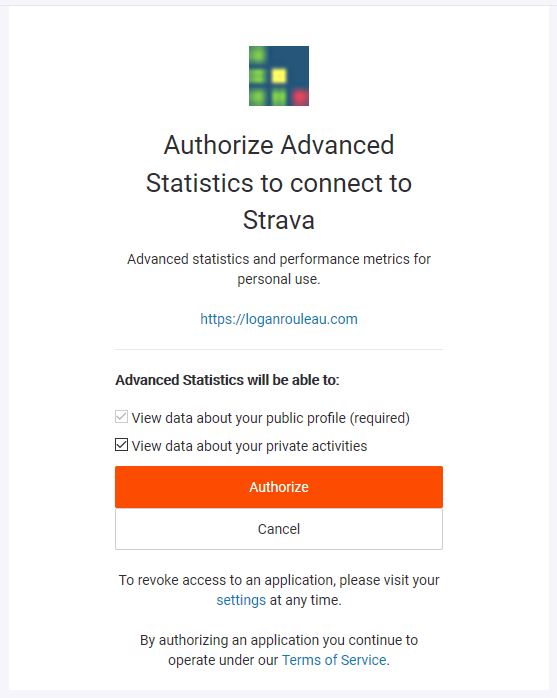 Authorize Advanced
Statistics to connect to
Strava
Advanced statistics and performance metrics for
personal use.
https://loganrouleau.com
Advanced Statistics will be able to:
View data about your public profile (required)
View data about your private activities
Authorize
Cancel
To revoke access to an application, please visit your
settings at any time.
By authorizing an application you continue to
operate under our Terms of Service.